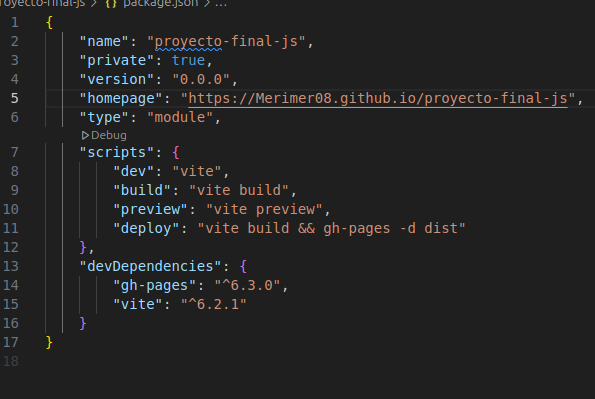 royecto-final-js > {} package.json > ...
1 {
2 "name": "proyecto-final-js",
3 "private": true,
4 "version": "0.0.0",
5 "homepage": "https://Merimer08.github.io/proyecto-final-js",
6 "type": "module",
Debug
7 "scripts": {
8 "dev": "vite",
9 "build": "vite build",
10 "preview": "vite preview",
11 "deploy": "vite build && gh-pages -d dist"
12 },
13 "devDependencies": {
14 "gh-pages": "^6.3.0",
15 "vite": "^6.2.1"
16 }
17 }
18